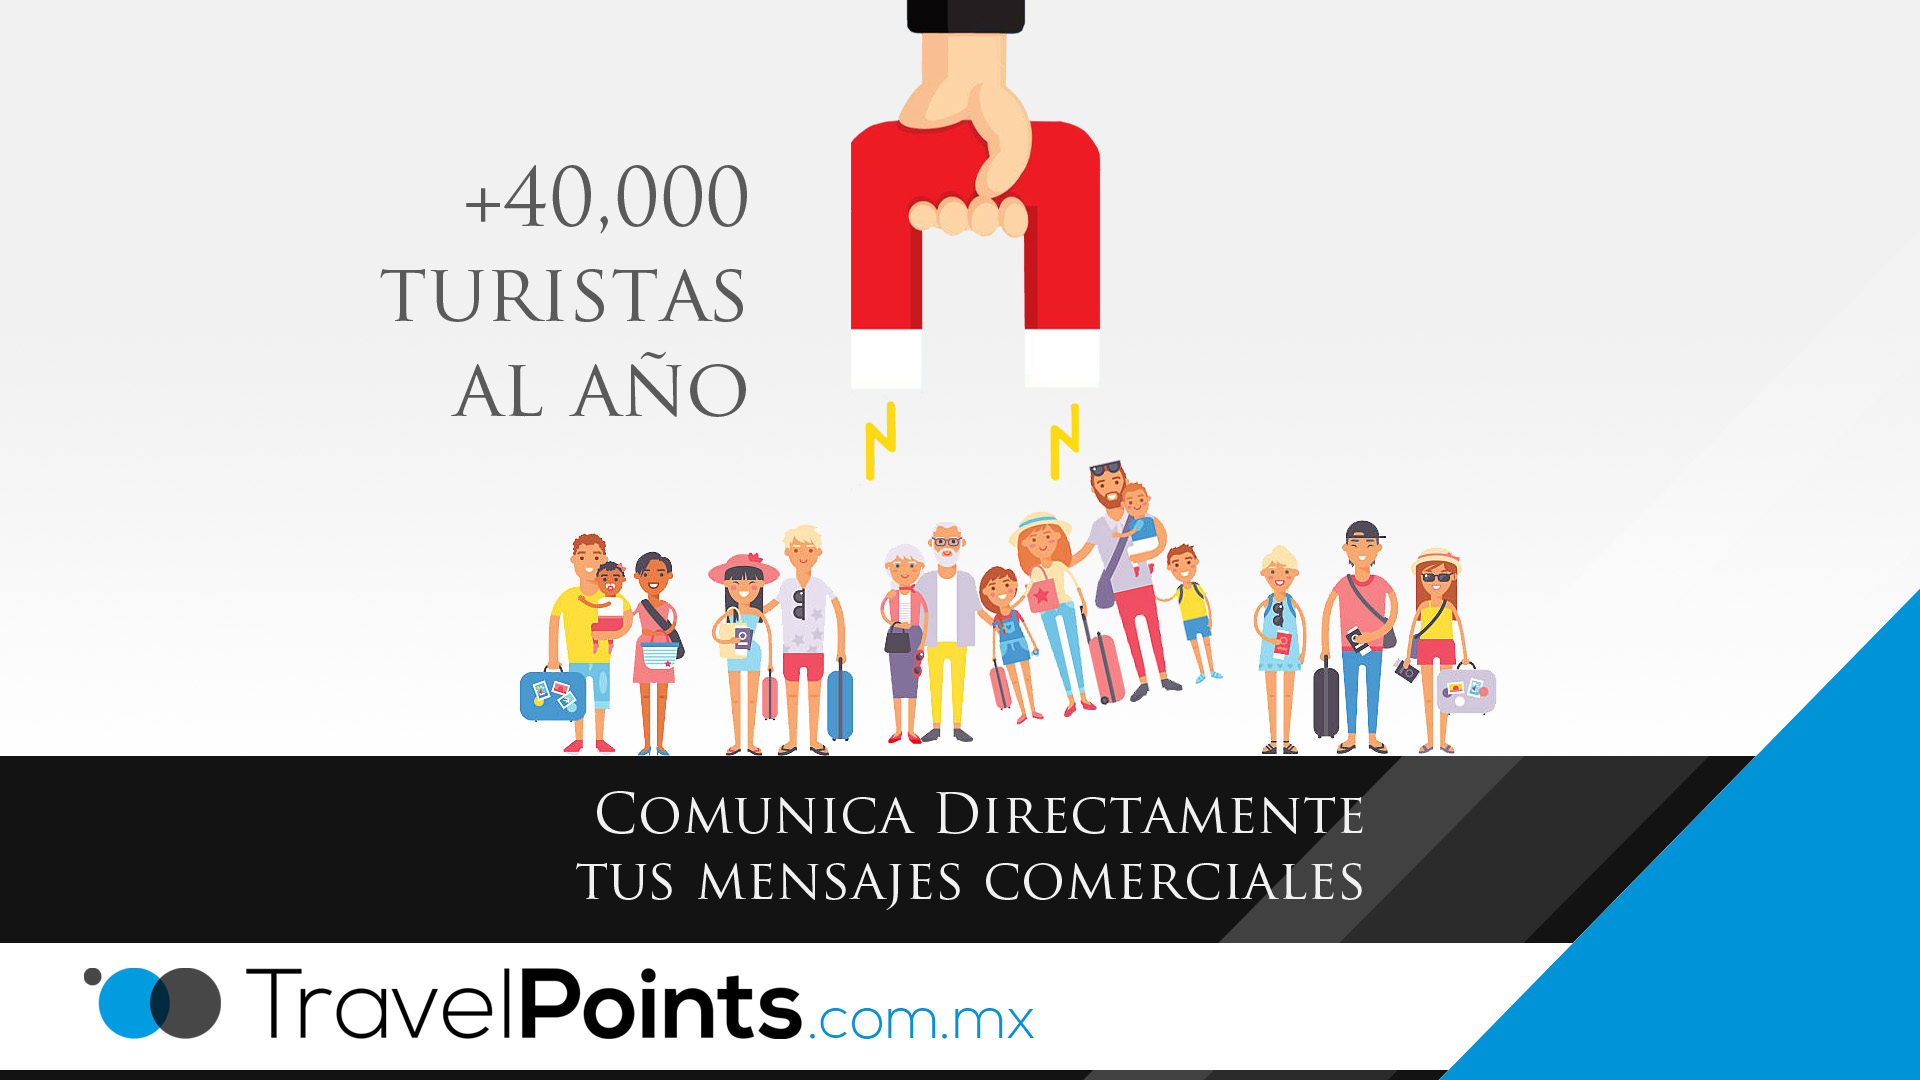 +40,000
TURISTAS
AL AÑO
COMUNICA DIRECTAMENTE
TUS MENSAJES COMERCIALES
TravelPoints.com.mx